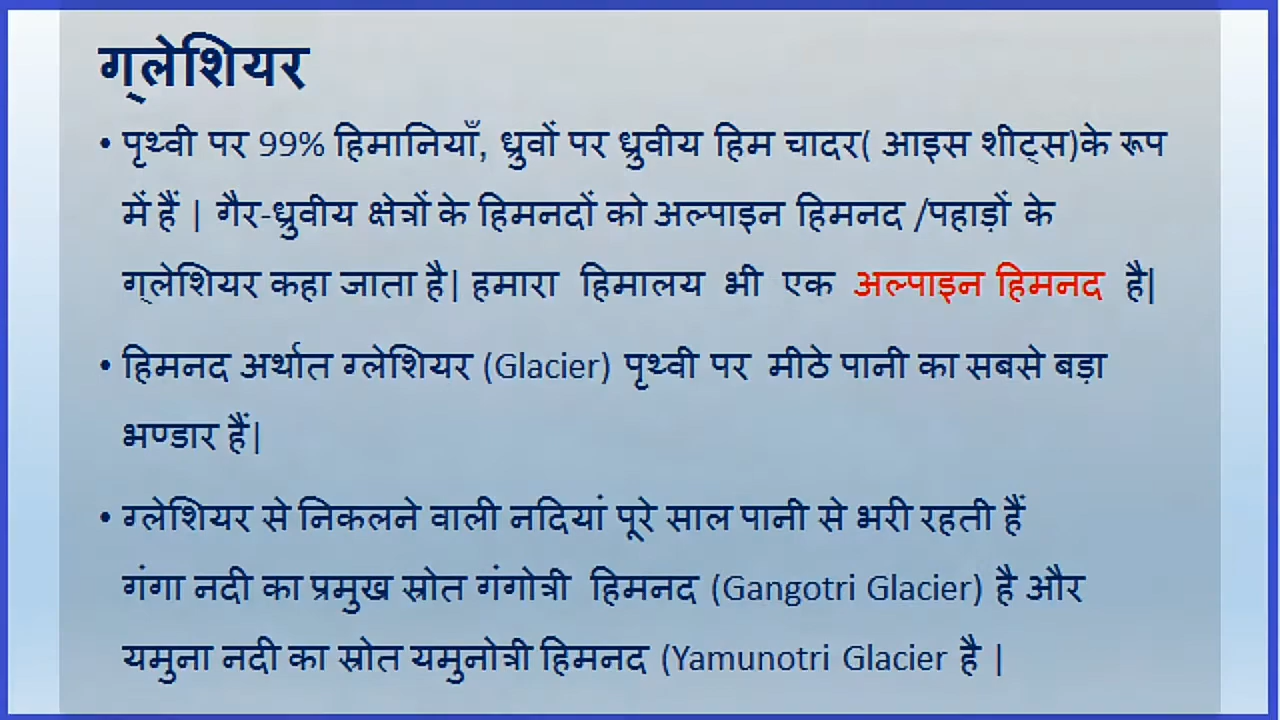 ग्लेशियर
• पृथ्वी पर 99% हिमानियाँ, ध्रुवों पर ध्रुवीय हिम चादर( आइस शीट्स)के रूप
में हैं | गैर-ध्रुवीय क्षेत्रों के हिमनदों को अल्पाइन हिमनद /पहाड़ों के
ग्लेशियर कहा जाता है| हमारा हिमालय भी एक अल्पाइन हिमनद है|
• हिमनद अर्थात ग्लेशियर (Glacier) पृथ्वी पर मीठे पानी का सबसे बड़ा
भण्डार हैं|
• ग्लेशियर से निकलने वाली नदियां पूरे साल पानी से भरी रहती हैं
गंगा नदी का प्रमुख स्रोत गंगोत्री हिमनद (Gangotri Glacier) है और
यमुना नदी का स्रोत यमुनोत्री हिमनद (Yamunotri Glacier है |